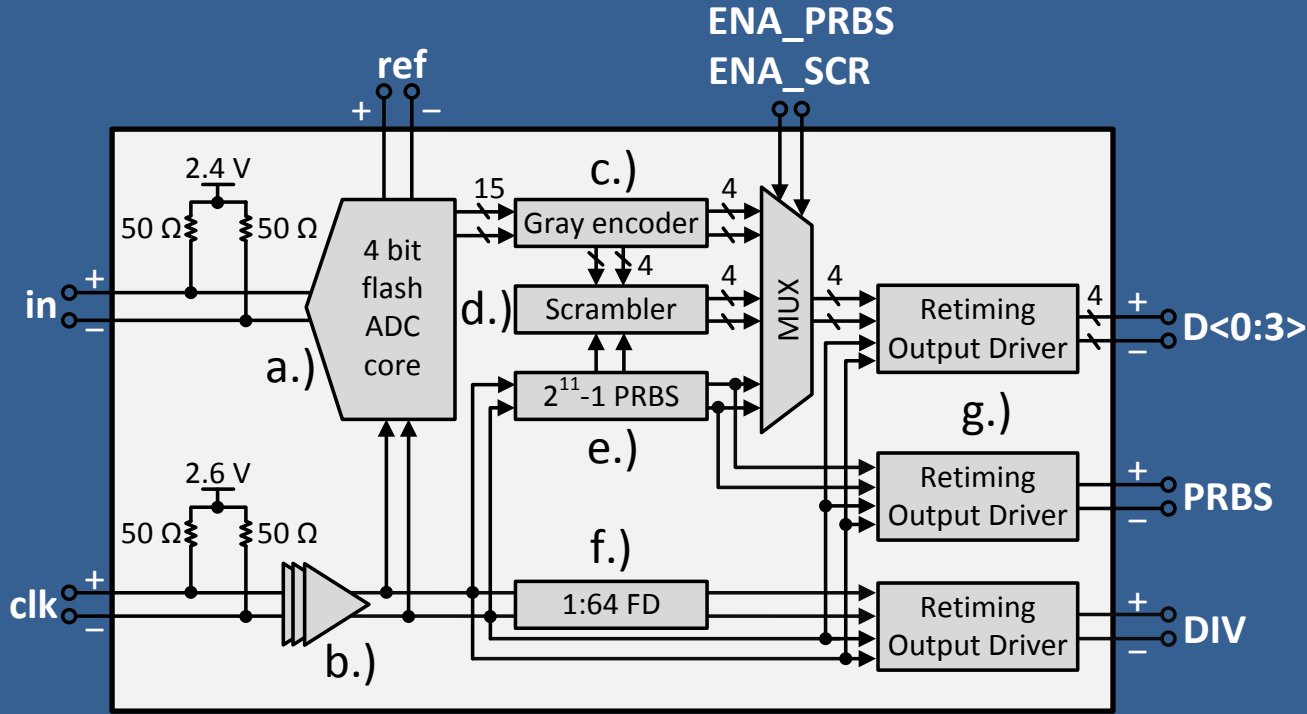 ENA_PRBS
ENA_SCR
ref
+ −
2.4 V
50 Ω 50 Ω
in
+
−
4 bit
flash
ADC
core
a.)
15
c.)
Gray encoder
4
4
d.)
Scrambler
4
2¹¹-1 PRBS
e.)
MUX
4
Retiming
Output Driver
4
+
−
D<0:3>
g.)
Retiming
Output Driver
+
−
PRBS
2.6 V
50 Ω 50 Ω
clk
+
−
b.)
f.)
1:64 FD
Retiming
Output Driver
+
−
DIV